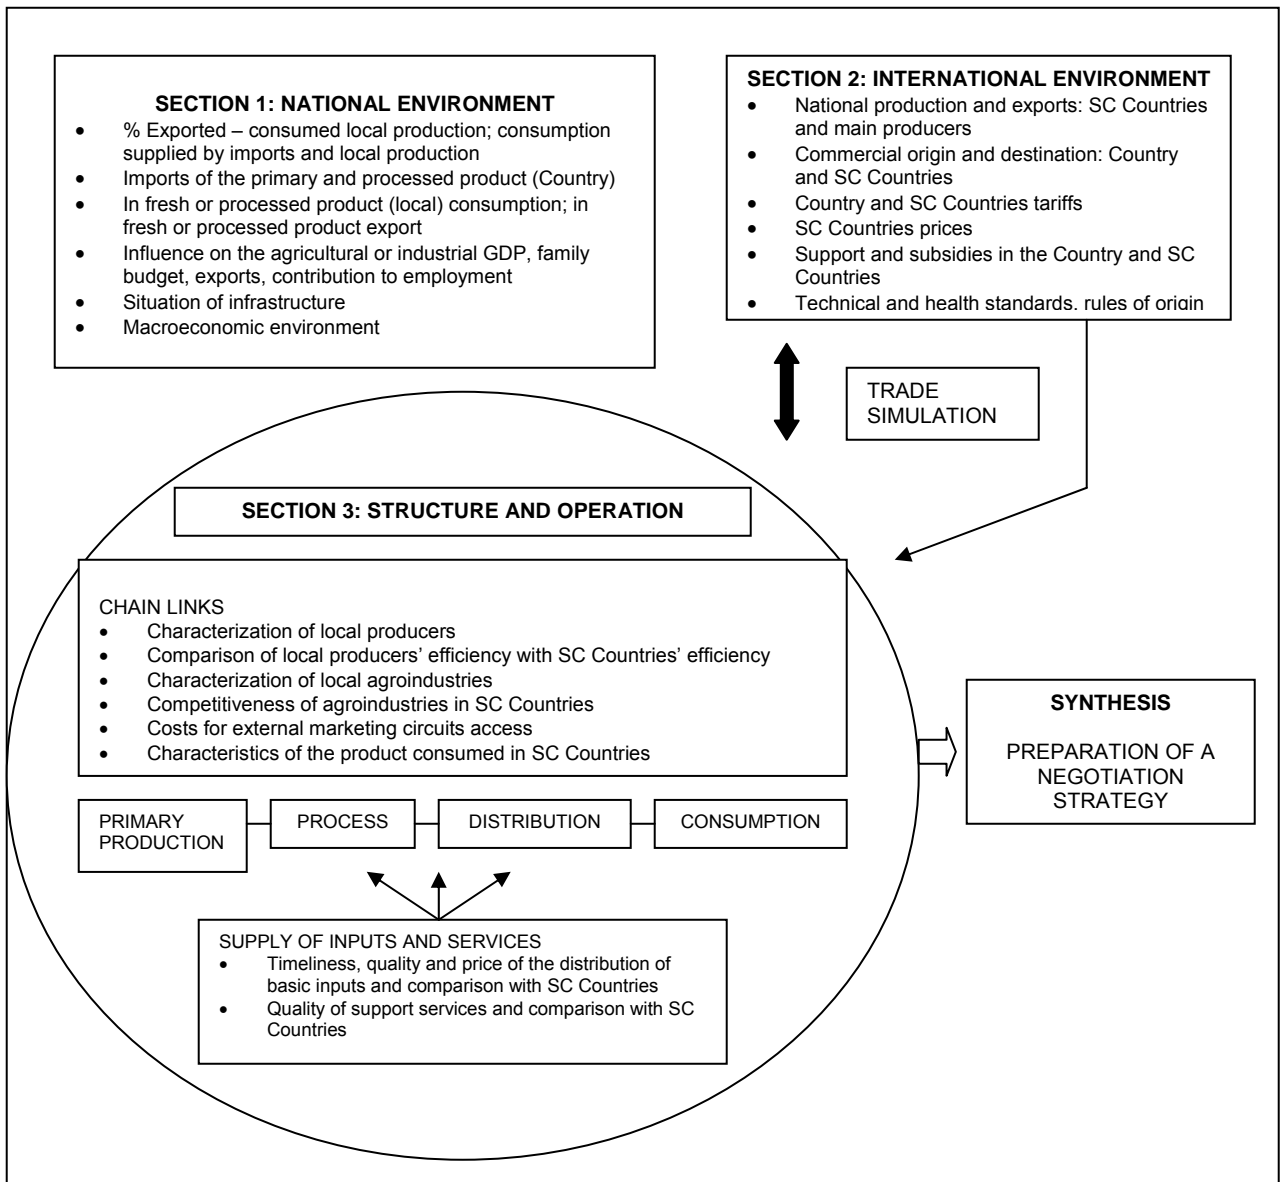 SECTION 1: NATIONAL ENVIRONMENT
• % Exported – consumed local production; consumption
supplied by imports and local production
• Imports of the primary and processed product (Country)
• In fresh or processed product (local) consumption; in
fresh or processed product export
• Influence on the agricultural or industrial GDP, family
budget, exports, contribution to employment
• Situation of infrastructure
• Macroeconomic environment
SECTION 2: INTERNATIONAL ENVIRONMENT
• National production and exports: SC Countries
and main producers
• Commercial origin and destination: Country
and SC Countries
• Country and SC Countries tariffs
• SC Countries prices
• Support and subsidies in the Country and SC
Countries
• Technical and health standards, rules of origin
TRADE
SIMULATION
SECTION 3: STRUCTURE AND OPERATION
CHAIN LINKS
• Characterization of local producers
• Comparison of local producers’ efficiency with SC Countries’ efficiency
• Characterization of local agroindustries
• Competitiveness of agroindustries in SC Countries
• Costs for external marketing circuits access
• Characteristics of the product consumed in SC Countries
PRIMARY
PRODUCTION
PROCESS
DISTRIBUTION
CONSUMPTION
SUPPLY OF INPUTS AND SERVICES
• Timeliness, quality and price of the distribution of
basic inputs and comparison with SC Countries
• Quality of support services and comparison with SC
Countries
SYNTHESIS
PREPARATION OF A
NEGOTIATION
STRATEGY